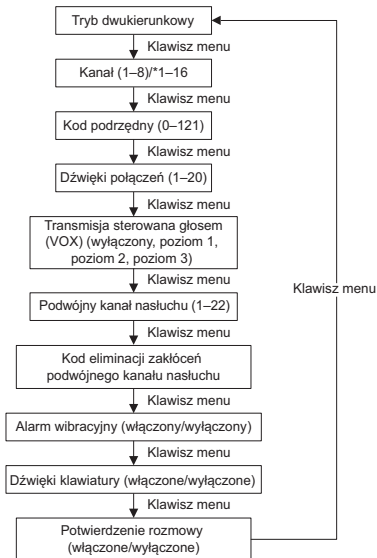 Tryb dwukierunkowy
Klawisz menu
Kanał (1–8)/*1–16
Klawisz menu
Kod podrzędny (0–121)
Klawisz menu
Dźwięki połączeń (1–20)
Klawisz menu
Transmisja sterowana głosem
(VOX) (wyłączony, poziom 1,
poziom 2, poziom 3)
Klawisz menu
Podwójny kanał nasłuchu (1–22)
Klawisz menu
Kod eliminacji zakłóceń
podwójnego kanału nasłuchu
Klawisz menu
Alarm wibracyjny (włączony/wyłączony)
Klawisz menu
Dźwięki klawiatury (włączone/wyłączone)
Klawisz menu
Potwierdzenie rozmowy
(włączone/wyłączone)
Klawisz menu